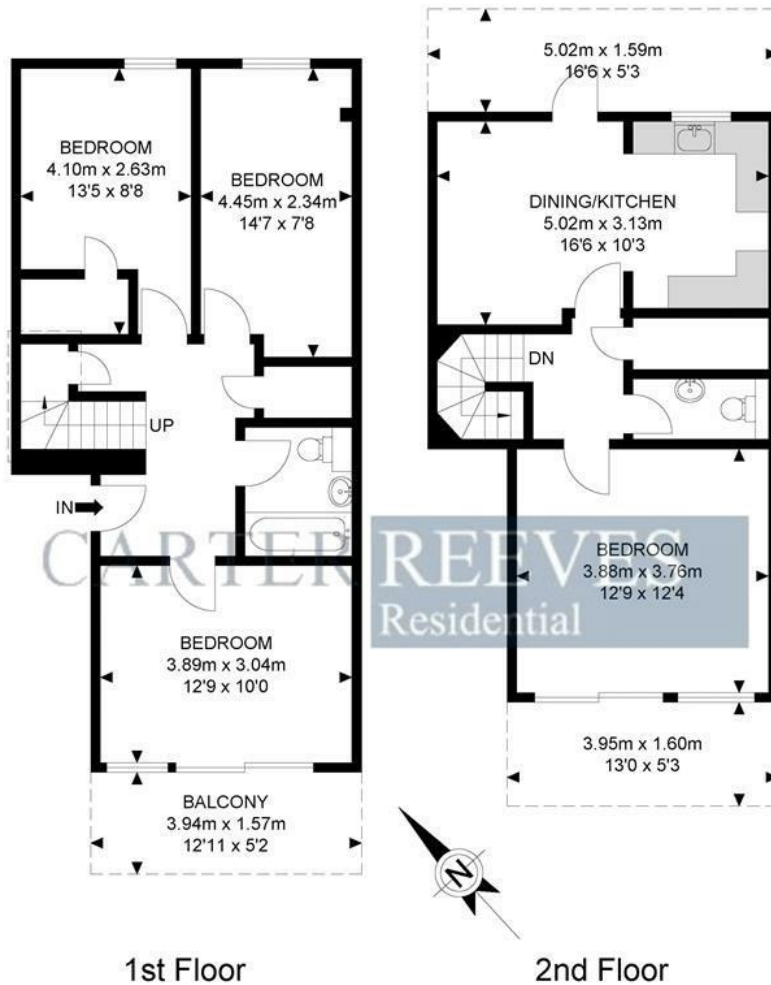 BEDROOM
4.10m x 2.63m
13'5 x 8'8
BEDROOM
4.45m x 2.34m
14'7 x 7'8
UP
IN
BEDROOM
3.89m x 3.04m
12'9 x 10'0
BALCONY
3.94m x 1.57m
12'11 x 5'2
1st Floor
5.02m x 1.59m
16'6 x 5'3
DINING/KITCHEN
5.02m x 3.13m
16'6 x 10'3
DN
BEDROOM
3.88m x 3.76m
12'9 x 12'4
3.95m x 1.60m
13'0 x 5'3
N
2nd Floor
CARTER REEVES
Residential